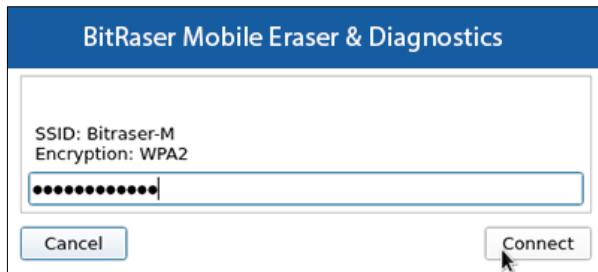 BitRaser Mobile Eraser & Diagnostics
SSID: Bitraser-M
Encryption: WPA2
●●●●●●●●●●●●
Cancel
Connect